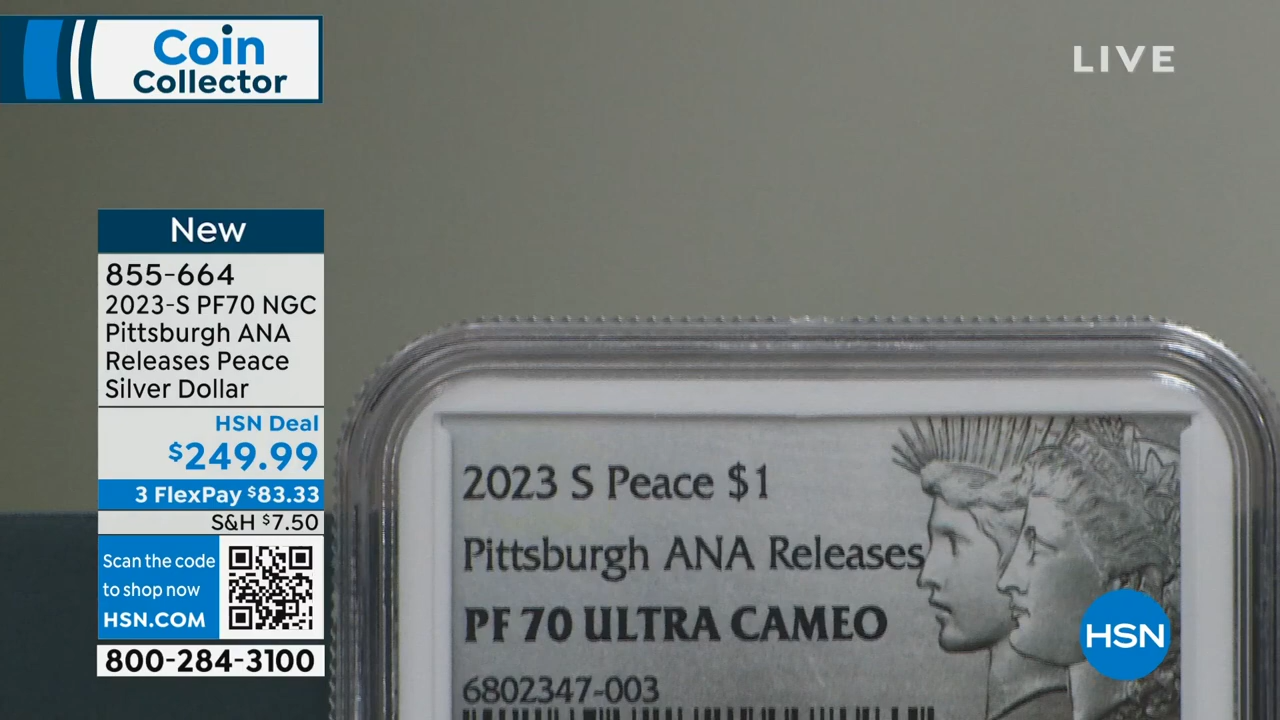 Coin
Collector
LIVE
New
855-664
2023-S PF70 NGC
Pittsburgh ANA
Releases Peace
Silver Dollar
HSN Deal
$249.99
3 FlexPay $83.33
S&H $7.50
Scan the code
to shop now
HSN.COM
800-284-3100
2023 S Peace $1
Pittsburgh ANA Releases
PF 70 ULTRA CAMEO
6802347-003
HSN